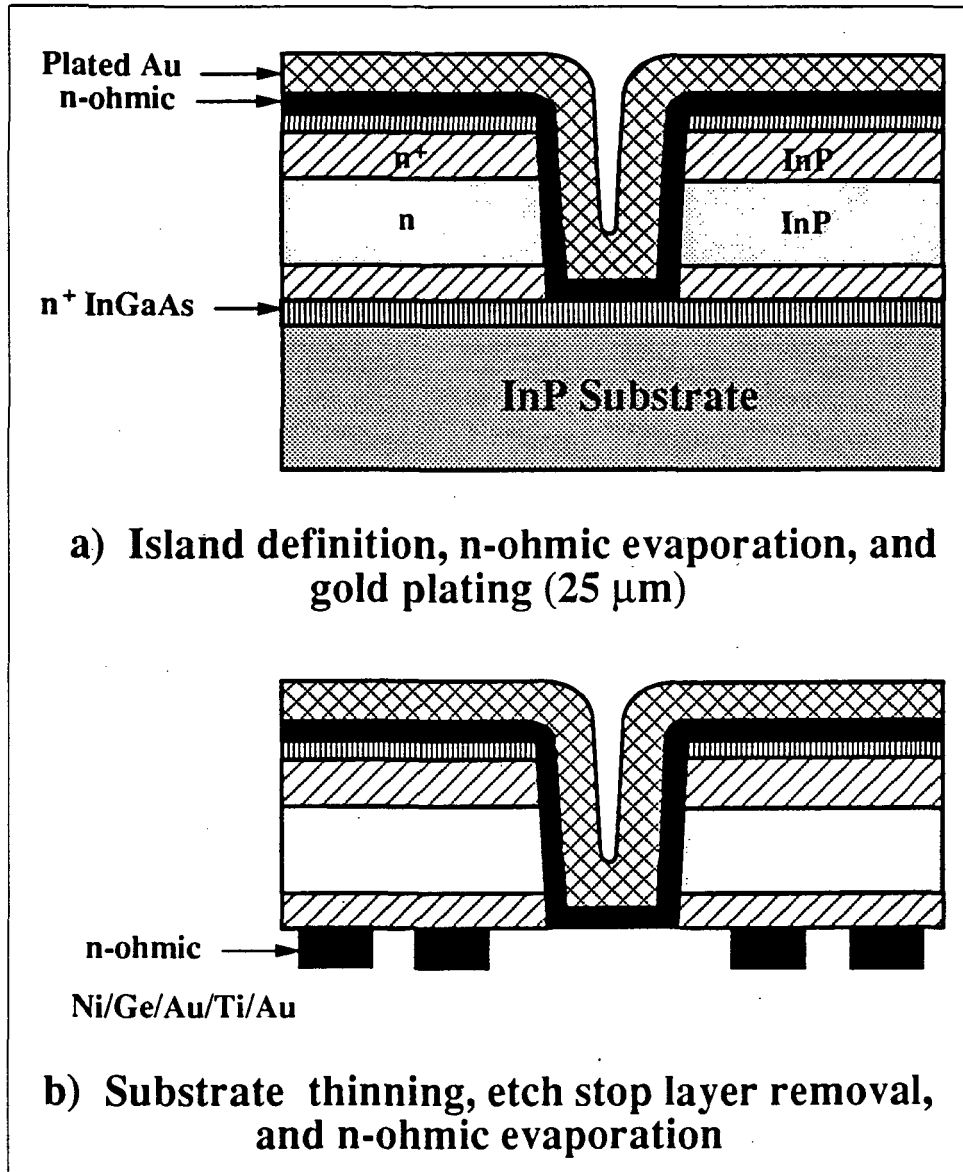 Plated Au
n-ohmic
n⁺ InP
n InP
n⁺ InGaAs
InP Substrate
a) Island definition, n-ohmic evaporation, and
gold plating (25 μm)
n-ohmic
Ni/Ge/Au/Ti/Au
b) Substrate thinning, etch stop layer removal,
and n-ohmic evaporation